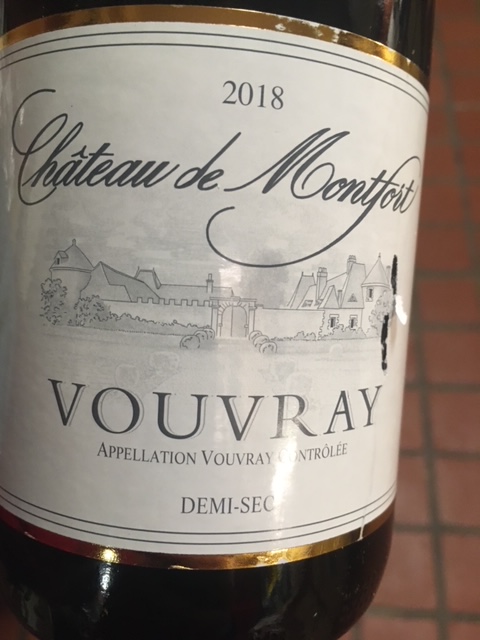 2018
Château de Montfort
VOUVRAY
APPELLATION VOUVRAY CONTRÔLÉE
DEMI-SEC